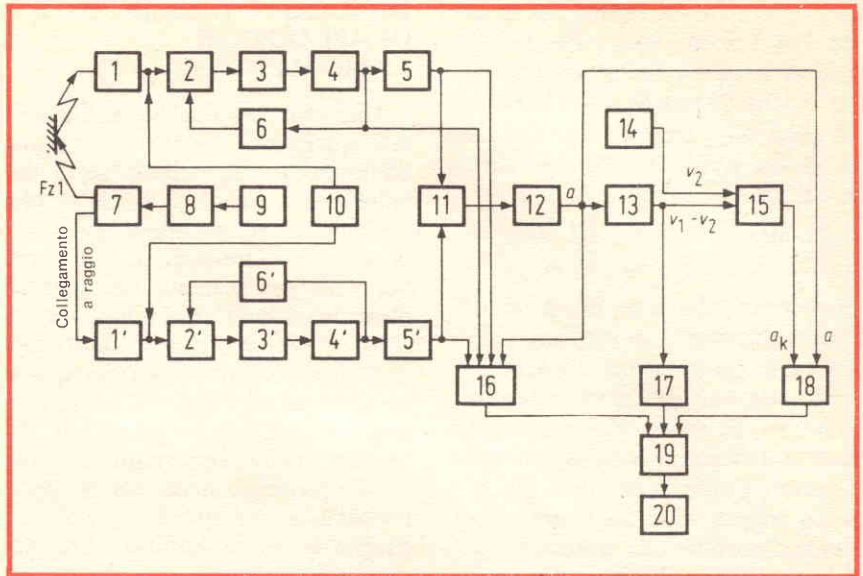 1 2 3 4 5
6
14
v₂
Fz1
7 8 9 10 11 12 a 13 15
v₁ - v₂
Collegamento
a raggio
6'
1' 2' 3' 4' 5'
aₖ a
16 17 18
19
20